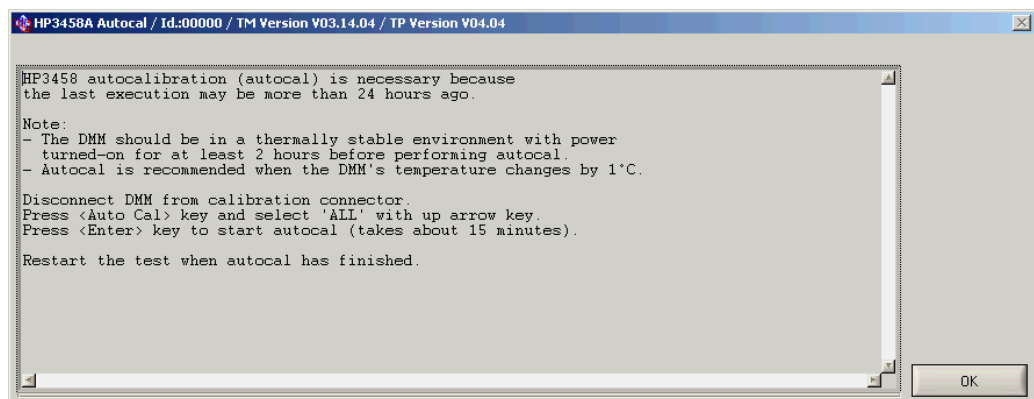 HP3458A Autocal / Id.:00000 / TM Version V03.14.04 / TP Version V04.04
HP3458 autocalibration (autocal) is necessary because
the last execution may be more than 24 hours ago.
Note:
- The DMM should be in a thermally stable environment with power
turned-on for at least 2 hours before performing autocal.
- Autocal is recommended when the DMM's temperature changes by 1°C.
Disconnect DMM from calibration connector.
Press <Auto Cal> key and select 'ALL' with up arrow key.
Press <Enter> key to start autocal (takes about 15 minutes).
Restart the test when autocal has finished.
OK